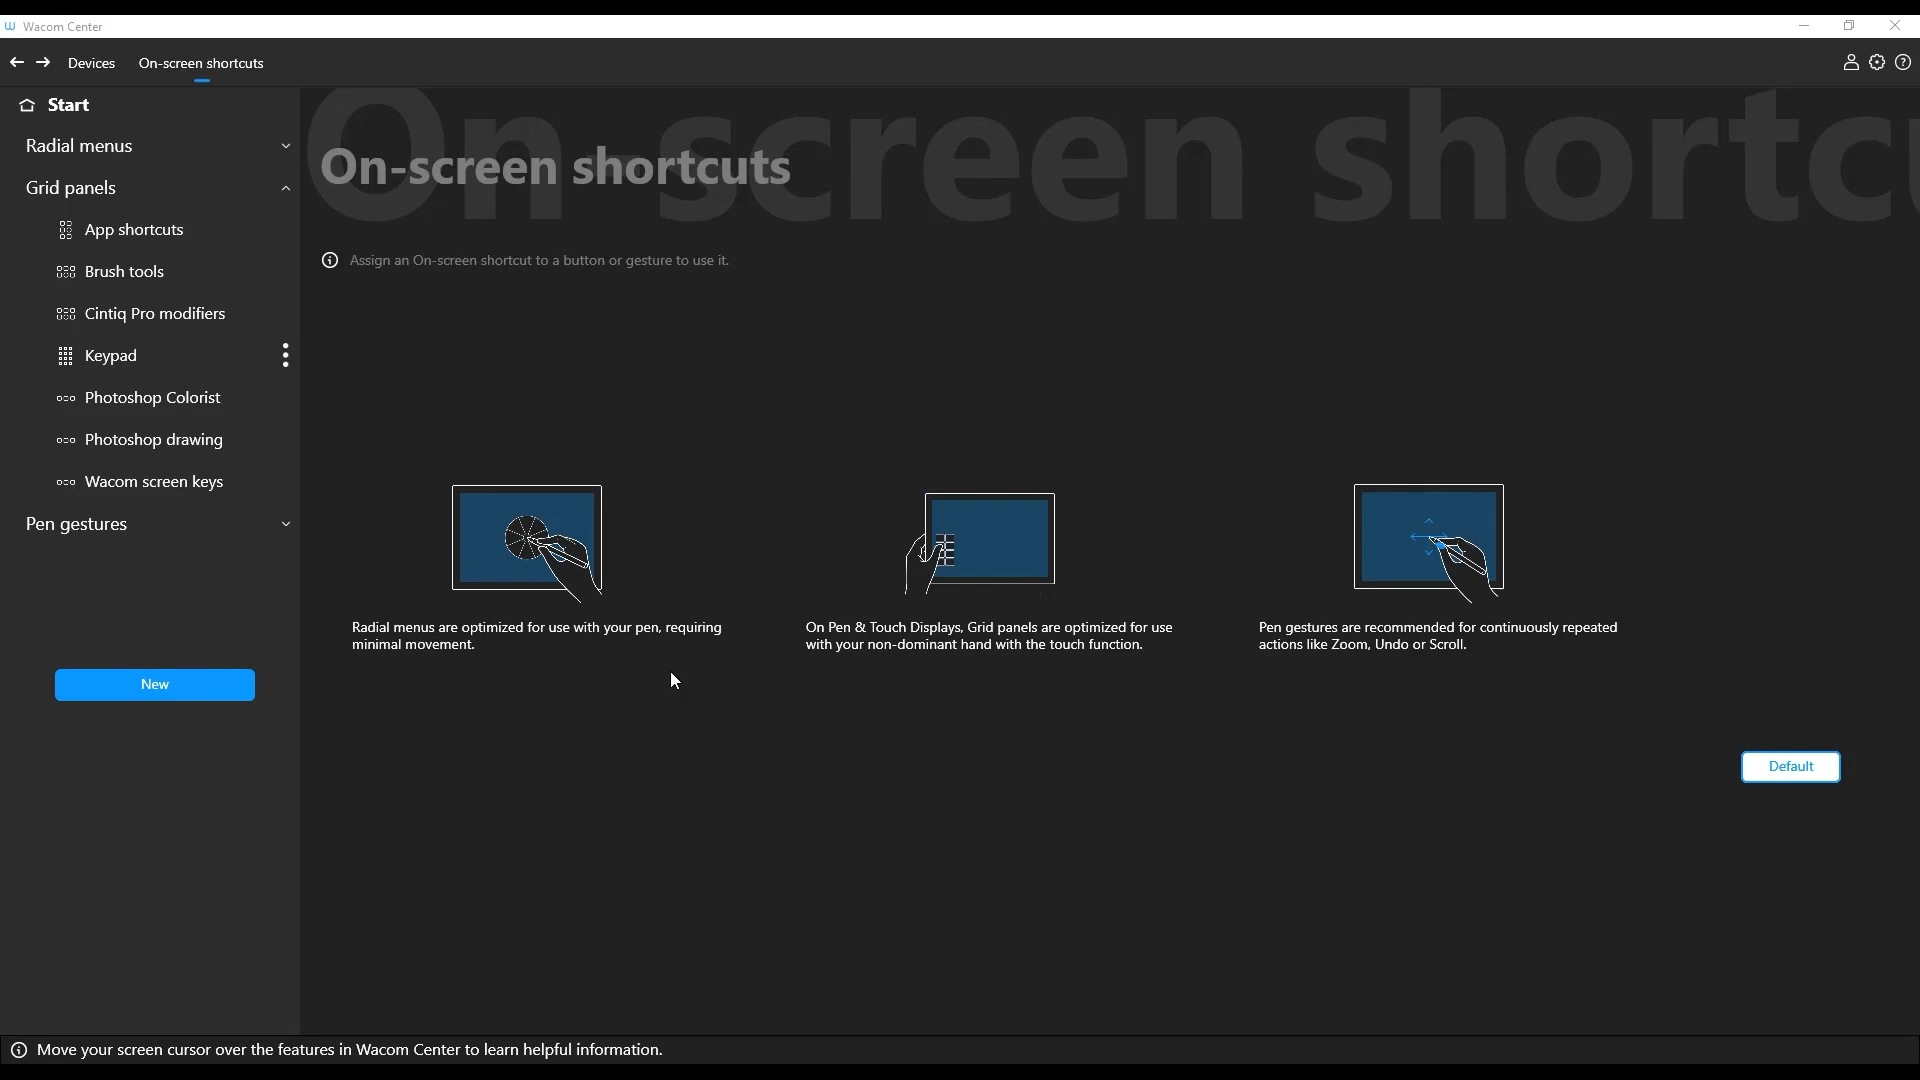 Wacom Center
Devices
On-screen shortcuts
Start
Radial menus
Grid panels
App shortcuts
Brush tools
Cintiq Pro modifiers
Keypad
Photoshop Colorist
Photoshop drawing
Wacom screen keys
Pen gestures
New
On-screen shortcu
On-screen shortcuts
Assign an On-screen shortcut to a button or gesture to use it.
Radial menus are optimized for use with your pen, requiring
minimal movement.
On Pen & Touch Displays, Grid panels are optimized for use
with your non-dominant hand with the touch function.
Pen gestures are recommended for continuously repeated
actions like Zoom, Undo or Scroll.
Default
Move your screen cursor over the features in Wacom Center to learn helpful information.